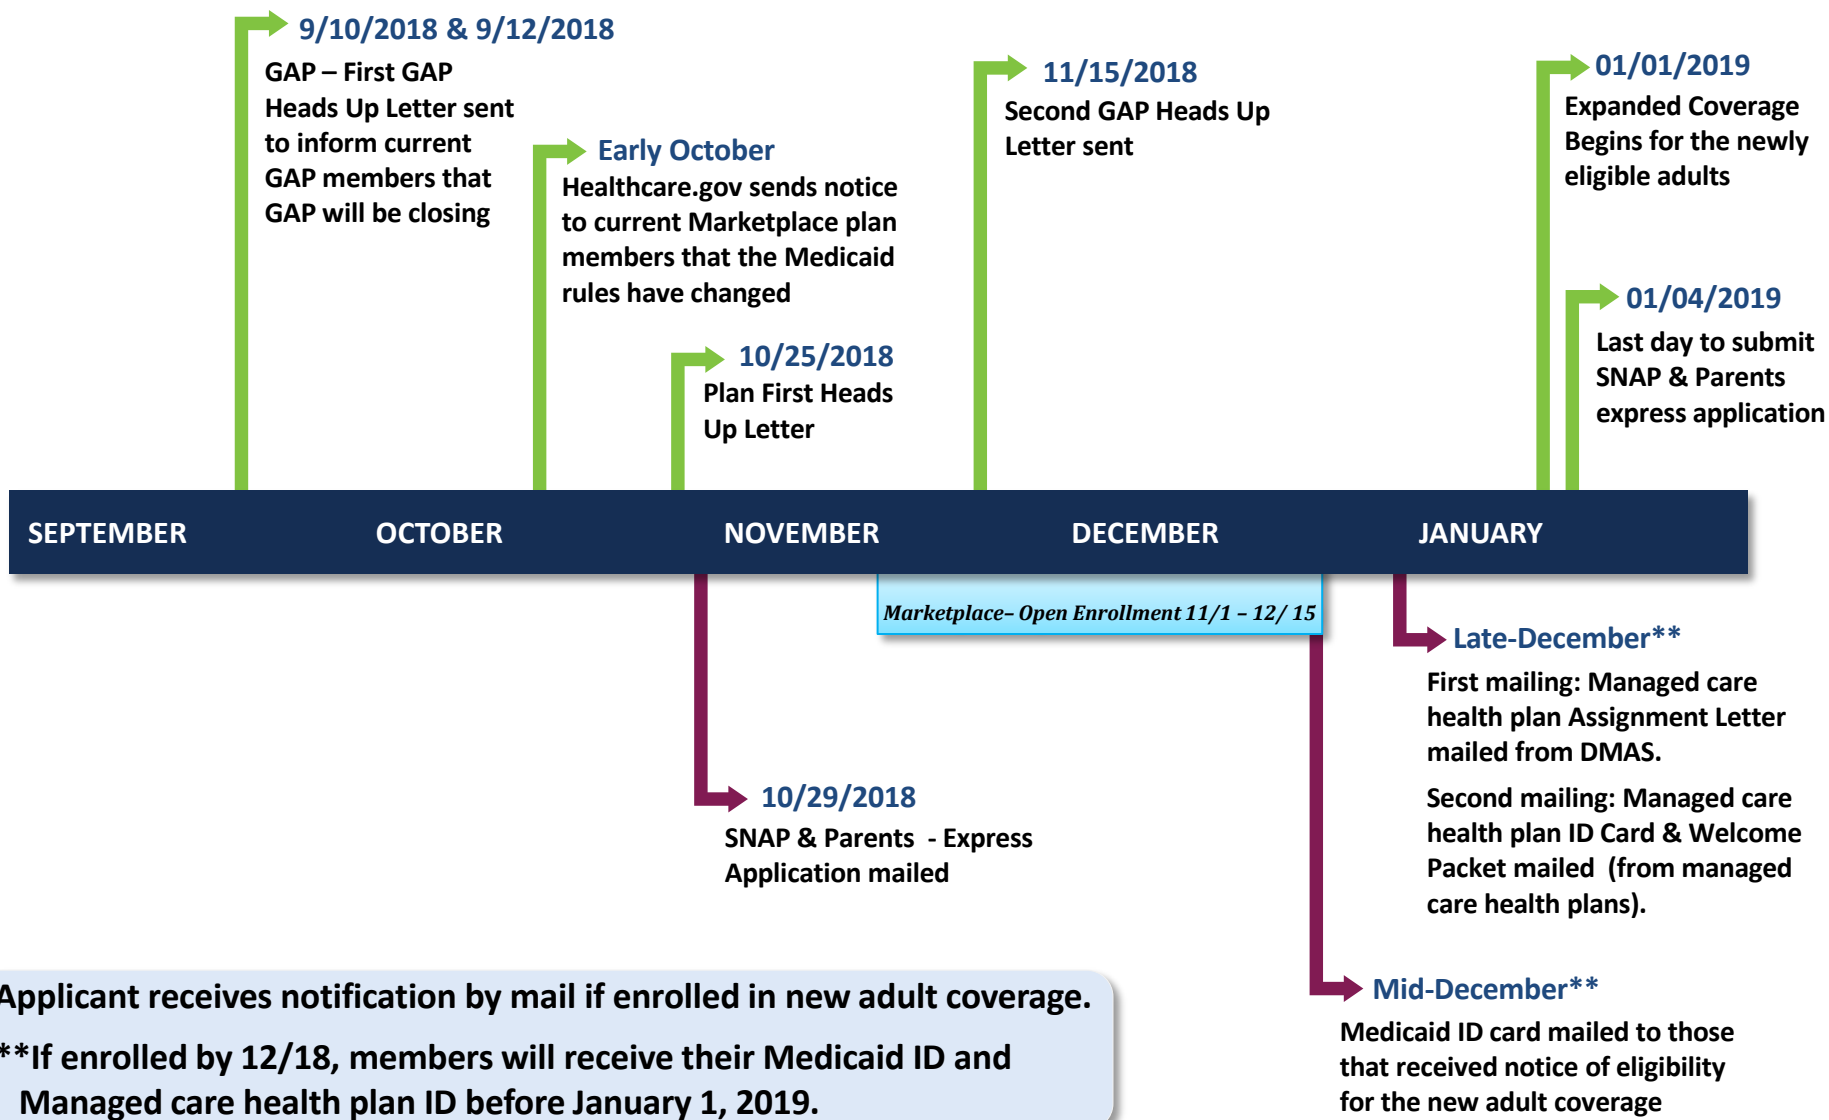 9/10/2018 & 9/12/2018
GAP – First GAP
Heads Up Letter sent
to inform current
GAP members that
GAP will be closing
Early October
Healthcare.gov sends notice
to current Marketplace plan
members that the Medicaid
rules have changed
10/25/2018
Plan First Heads
Up Letter
11/15/2018
Second GAP Heads Up
Letter sent
01/01/2019
Expanded Coverage
Begins for the newly
eligible adults
01/04/2019
Last day to submit
SNAP & Parents
express application
SEPTEMBER
OCTOBER
NOVEMBER
DECEMBER
JANUARY
Marketplace– Open Enrollment 11/1 – 12/ 15
10/29/2018
SNAP & Parents - Express
Application mailed
Late-December**
First mailing: Managed care
health plan Assignment Letter
mailed from DMAS.
Second mailing: Managed care
health plan ID Card & Welcome
Packet mailed (from managed
care health plans).
Mid-December**
Medicaid ID card mailed to those
that received notice of eligibility
for the new adult coverage
Applicant receives notification by mail if enrolled in new adult coverage.
**If enrolled by 12/18, members will receive their Medicaid ID and
Managed care health plan ID before January 1, 2019.